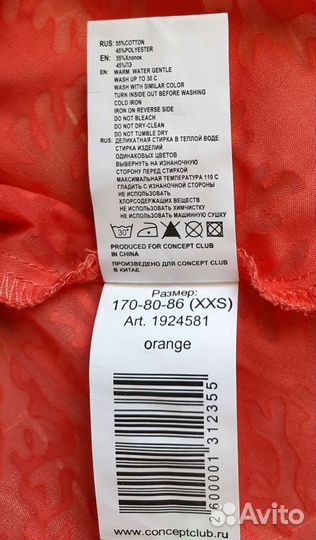 RUS: 55%COTTON
45%POLYESTER
EN: 55%Хлопок
45%ПЭ
EN: WARM WATER GENTLE
WASH UP TO 30 C
WASH WITH SIMILAR COLOR
TURN INSIDE OUT BEFORE WASHING
COLD IRON
IRON ON REVERSE SIDE
DO NOT BLEACH
DO NOT DRY-CLEAN
DO NOT TUMBLE DRY
RUS: ДЕЛИКАТНАЯ СТИРКА В ТЕПЛОЙ ВОДЕ
СТИРКА ИЗДЕЛИЙ
ОДИНАКОВЫХ ЦВЕТОВ
ВЫВЕРНУТЬ НА ИЗНАНОЧНУЮ
СТОРОНУ ПЕРЕД СТИРКОЙ
МАКСИМАЛЬНАЯ ТЕМПЕРАТУРА 110 С
ГЛАДИТЬ С ИЗНАНОЧНОЙ СТОРОНЫ
НЕ ИСПОЛЬЗОВАТЬ
ХЛОРСОДЕРЖАЩИХ ВЕЩЕСТВ
НЕ ИСПОЛЬЗОВАТЬ ХИМЧИСТКУ
НЕ ИСПОЛЬЗОВАТЬ МАШИННУЮ СУШКУ
30°
PRODUCED FOR CONCEPT CLUB
IN CHINA
ПРОИЗВЕДЕНО ДЛЯ CONCEPT CLUB
В КИТАЕ
Размер:
170-80-86 (XXS)
Art. 1924581
orange
2600001 312355
www.conceptclub.ru
Avito